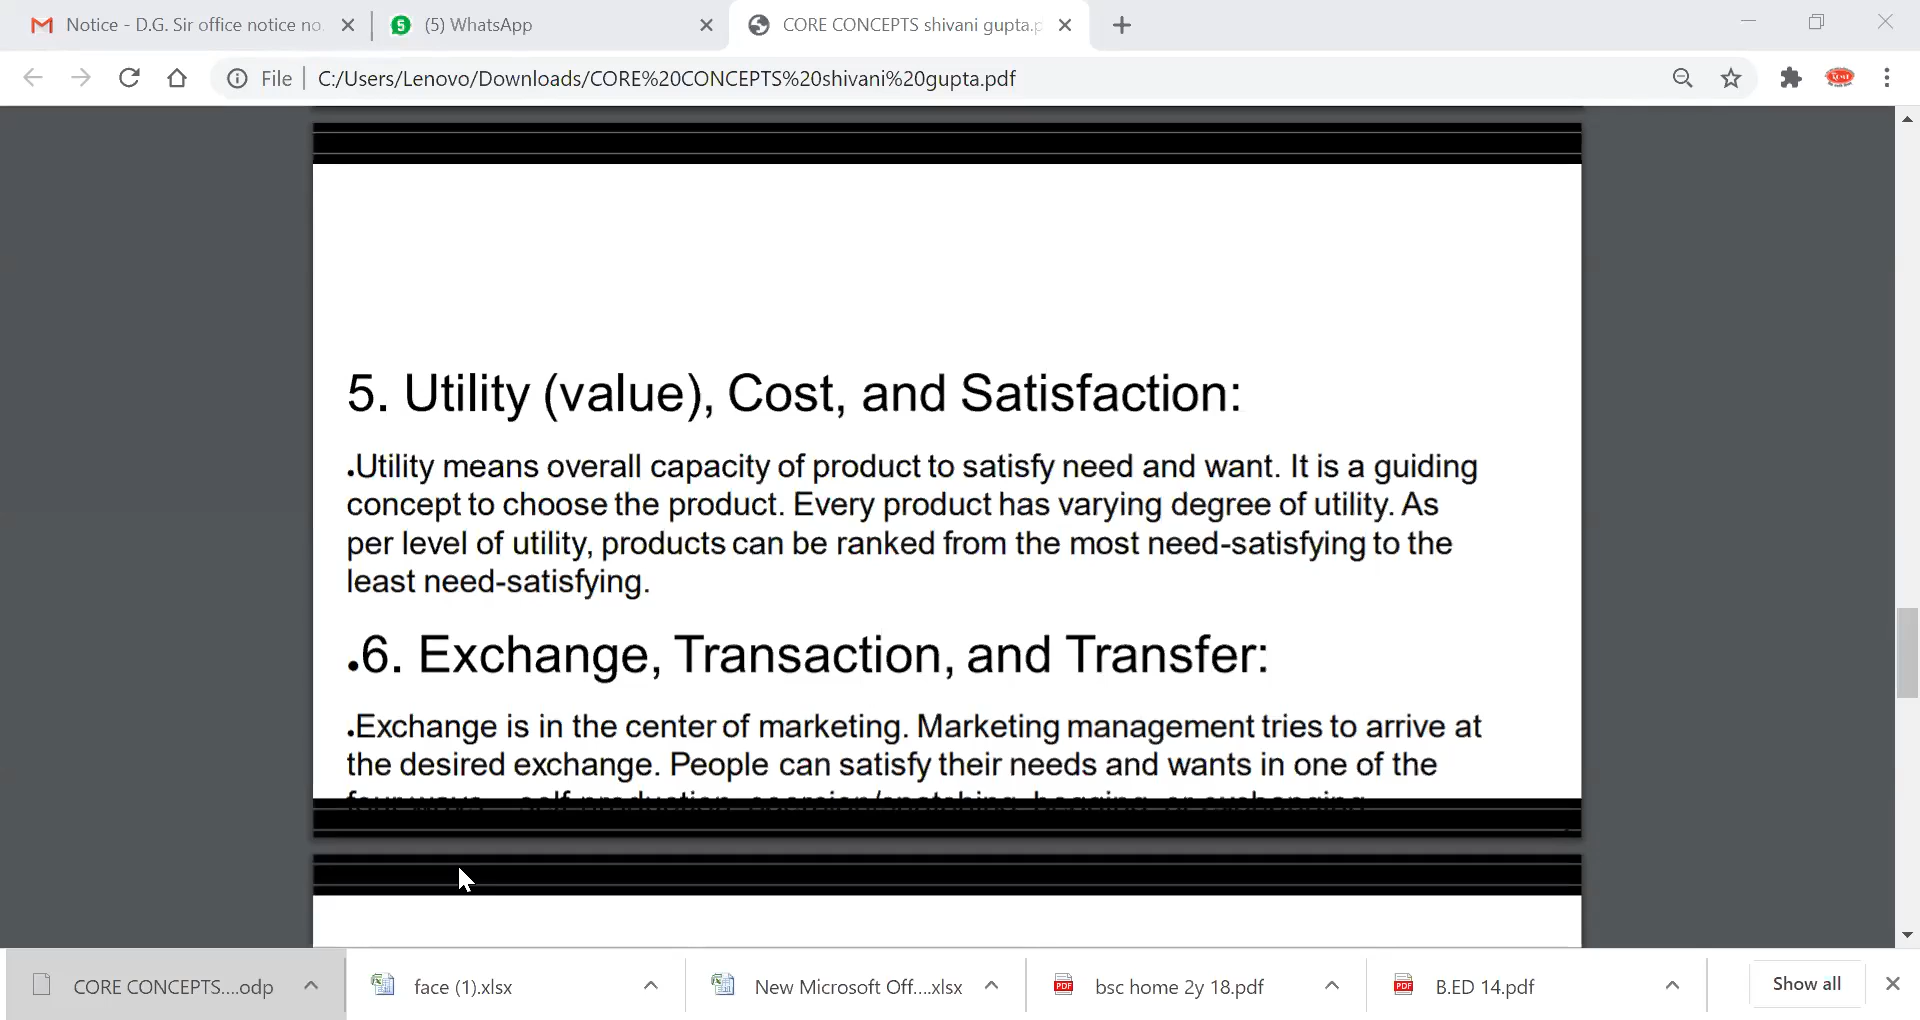 Notice - D.G. Sir office notice no.
(5) WhatsApp
CORE CONCEPTS shivani gupta.p
File
C:/Users/Lenovo/Downloads/CORE%20CONCEPTS%20shivani%20gupta.pdf
5. Utility (value), Cost, and Satisfaction:
•Utility means overall capacity of product to satisfy need and want. It is a guiding
concept to choose the product. Every product has varying degree of utility. As
per level of utility, products can be ranked from the most need-satisfying to the
least need-satisfying.
•6. Exchange, Transaction, and Transfer:
•Exchange is in the center of marketing. Marketing management tries to arrive at
the desired exchange. People can satisfy their needs and wants in one of the
CORE CONCEPTS....odp
face (1).xlsx
New Microsoft Off....xlsx
bsc home 2y 18.pdf
B.ED 14.pdf
Show all